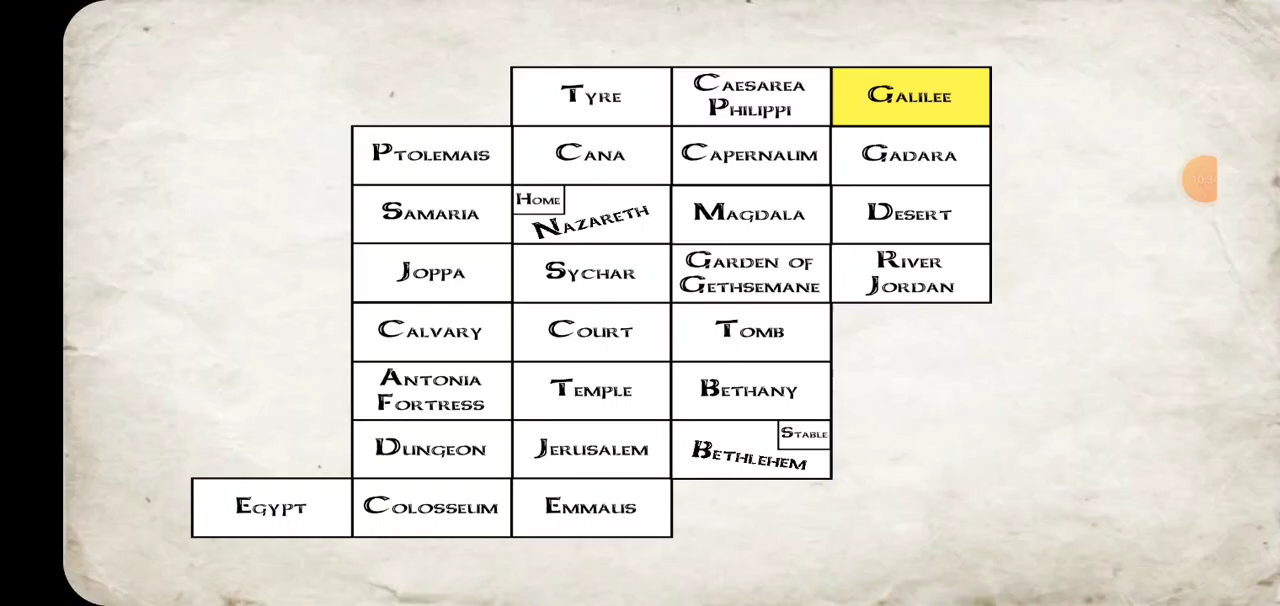 Tyre
Caesarea
Philippi
Galilee
Ptolemais
Cana
Capernaum
Gadara
Samaria
Home
Nazareth
Magdala
Desert
Joppa
Sychar
Garden of
Gethsemane
River
Jordan
Calvary
Court
Tomb
Antonia
Fortress
Temple
Bethany
Dungeon
Jerusalem
Stable
Bethlehem
Egypt
Colosseum
Emmaus